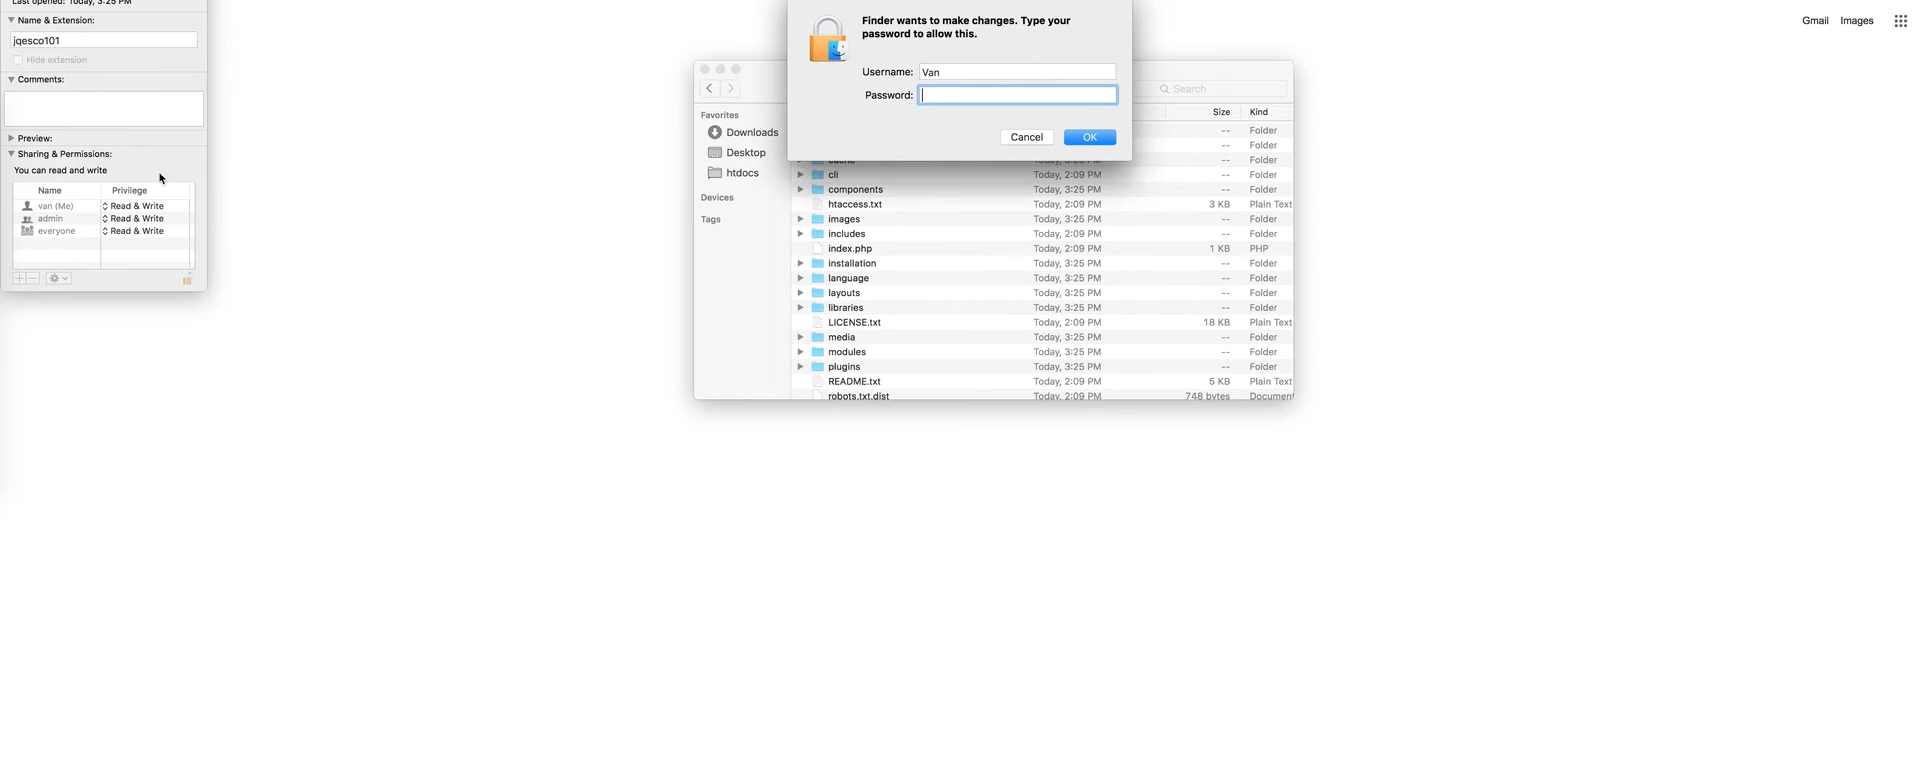 Last opened: Today, 3:25 PM
Name & Extension:
jqesco101
Hide extension
Comments:
Preview:
Sharing & Permissions:
You can read and write
Name Privilege
van (Me) Read & Write
admin Read & Write
everyone Read & Write
Finder wants to make changes. Type your
password to allow this.
Username: Van
Password:
Cancel OK
Gmail Images
Search
Favorites
Downloads
Desktop
htdocs
Devices
Tags
Size Kind
-- Folder
-- Folder
cache Today, 3:25 PM -- Folder
cli Today, 2:09 PM -- Folder
components Today, 3:25 PM -- Folder
htaccess.txt Today, 2:09 PM 3 KB Plain Text
images Today, 3:25 PM -- Folder
includes Today, 2:09 PM -- Folder
index.php Today, 2:09 PM 1 KB PHP
installation Today, 3:25 PM -- Folder
language Today, 3:25 PM -- Folder
layouts Today, 3:25 PM -- Folder
libraries Today, 3:25 PM -- Folder
LICENSE.txt Today, 2:09 PM 18 KB Plain Text
media Today, 3:25 PM -- Folder
modules Today, 3:25 PM -- Folder
plugins Today, 3:25 PM -- Folder
README.txt Today, 2:09 PM 5 KB Plain Text
robots.txt.dist Today, 2:09 PM 748 bytes Document